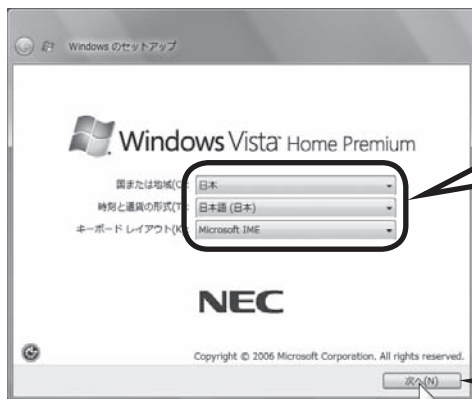 Windows のセットアップ
Windows Vista™ Home Premium
国または地域(C): 日本
時刻と通貨の形式(T): 日本語 (日本)
キーボード レイアウト(K): Microsoft IME
NEC
Copyright © 2006 Microsoft Corporation. All rights reserved.
次へ(N)